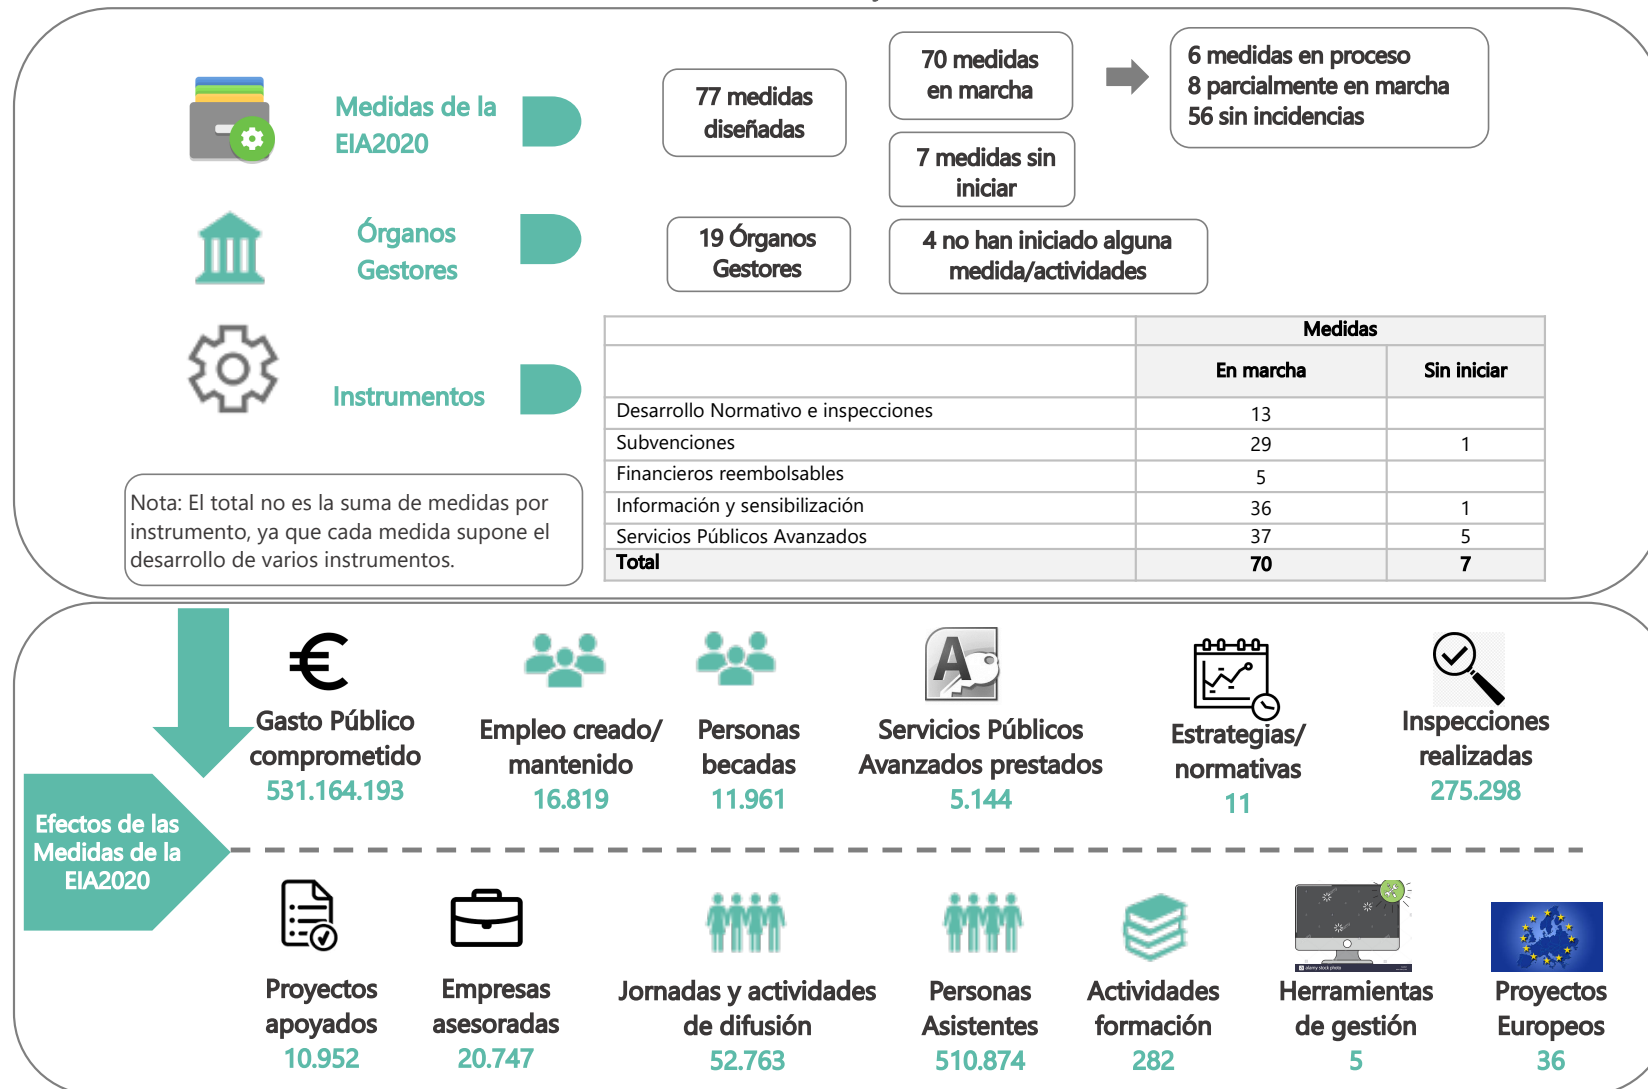 Medidas de la
EIA2020
77 medidas
diseñadas
70 medidas
en marcha
6 medidas en proceso
8 parcialmente en marcha
56 sin incidencias
7 medidas sin
iniciar
Órganos
Gestores
19 Órganos
Gestores
4 no han iniciado alguna
medida/actividades
Instrumentos
Medidas
En marcha Sin iniciar
Desarrollo Normativo e inspecciones 13
Subvenciones 29 1
Financieros reembolsables 5
Información y sensibilización 36 1
Servicios Públicos Avanzados 37 5
Total 70 7
Nota: El total no es la suma de medidas por
instrumento, ya que cada medida supone el
desarrollo de varios instrumentos.
Efectos de las
Medidas de la
EIA2020
Gasto Público
comprometido
531.164.193
Empleo creado/
mantenido
16.819
Personas
becadas
11.961
A
Servicios Públicos
Avanzados prestados
5.144
Estrategias/
normativas
11
Inspecciones
realizadas
275.298
Proyectos
apoyados
10.952
Empresas
asesoradas
20.747
Jornadas y actividades
de difusión
52.763
Personas
Asistentes
510.874
Actividades
formación
282
alamy stock photo
Herramientas
de gestión
5
Proyectos
Europeos
36